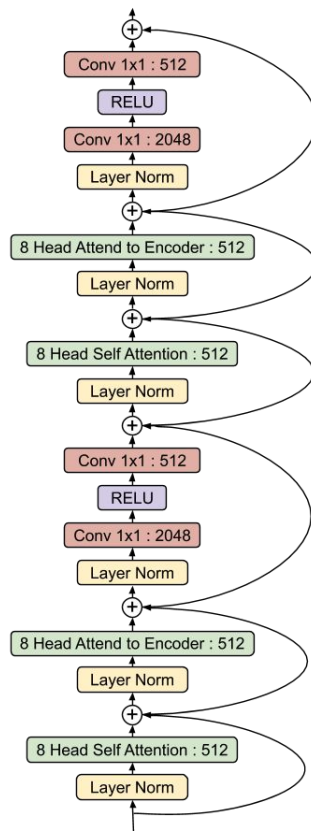 +
Conv 1x1 : 512
RELU
Conv 1x1 : 2048
Layer Norm
+
8 Head Attend to Encoder : 512
Layer Norm
+
8 Head Self Attention : 512
Layer Norm
+
Conv 1x1 : 512
RELU
Conv 1x1 : 2048
Layer Norm
+
8 Head Attend to Encoder : 512
Layer Norm
+
8 Head Self Attention : 512
Layer Norm